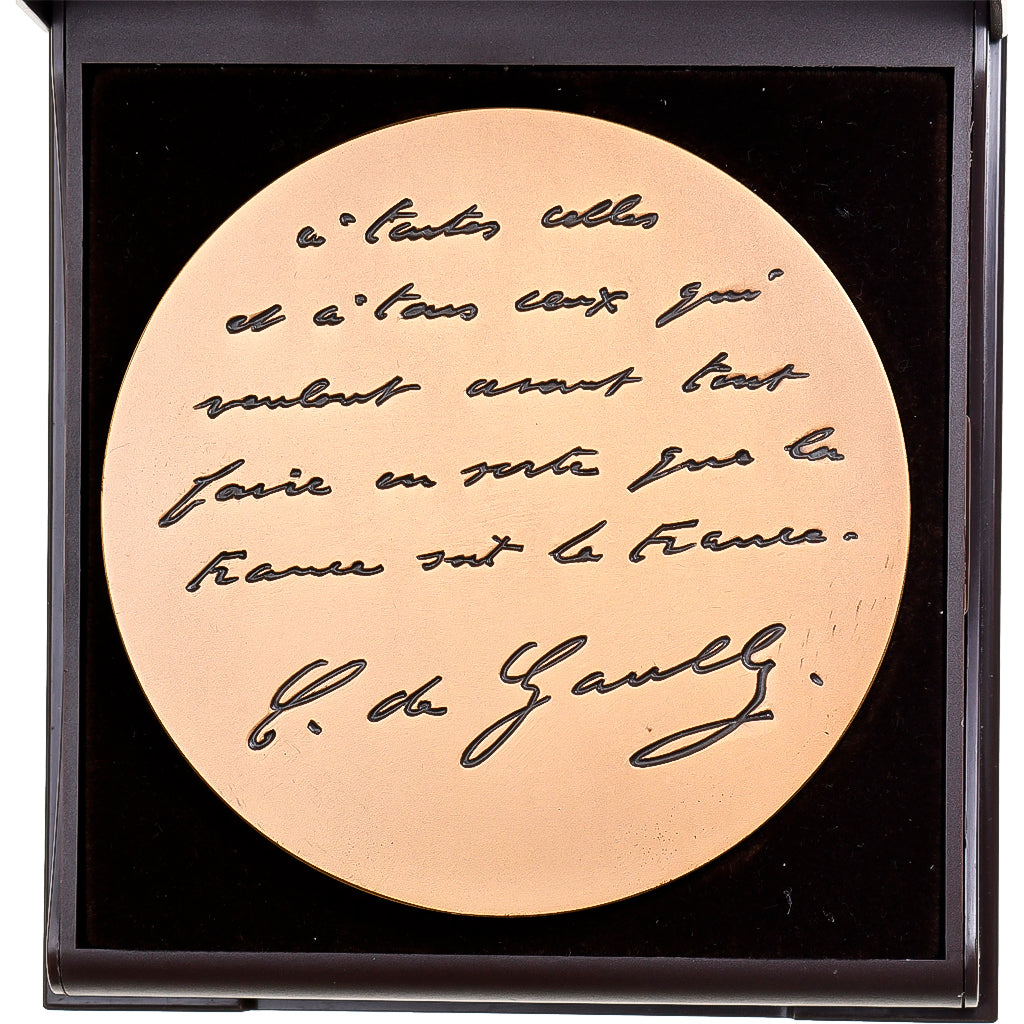 à toutes celles
et à tous ceux qui
veulent avant tout
faire en sorte que la
France soit la France.
C. de Gaulle.